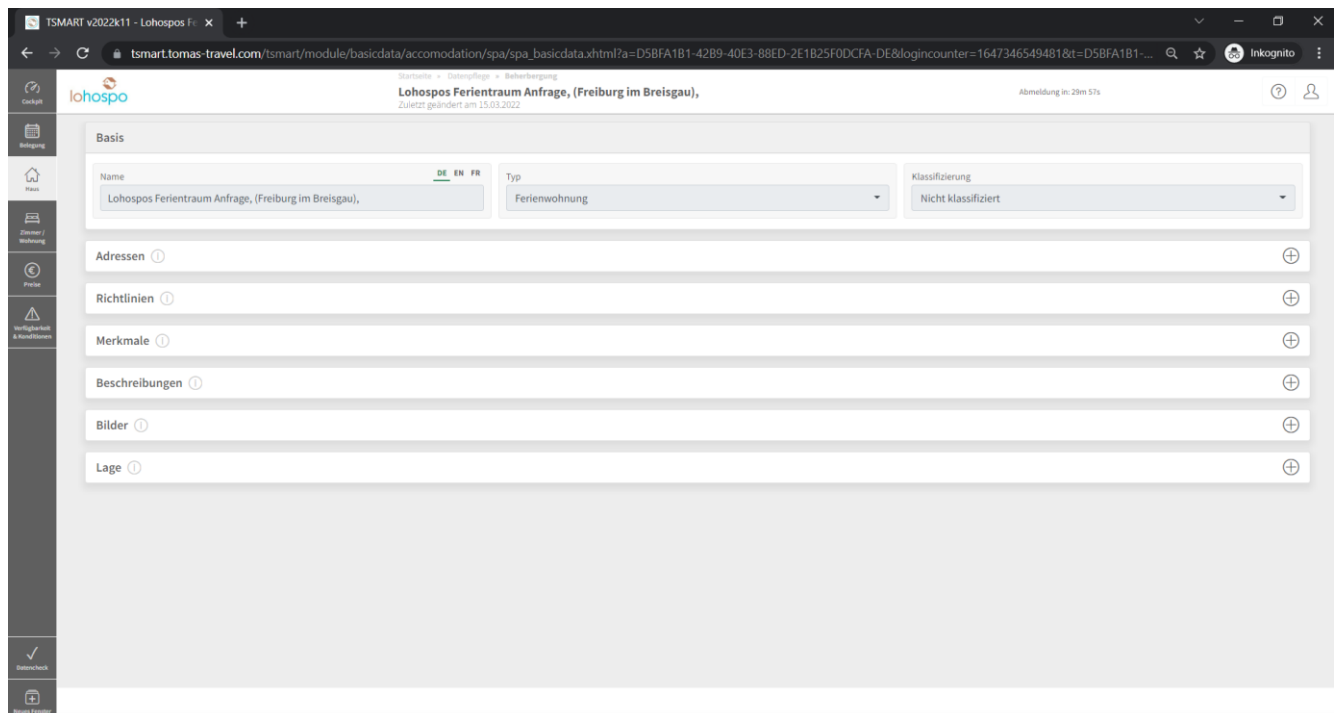 TSMART v2022k11 - Lohospos Fe
tsmart.tomas-travel.com/tsmart/module/basicdata/accomodation/spa/spa_basicdata.xhtml?a=D5BFA1B1-42B9-40E3-88ED-2E1B25F0DCFA-DE&logincounter=1647346549481&t=D5BFA1B1-...
Inkognito
Cockpit
lohospo
Startseite » Datenpflege » Beherbergung
Lohospos Ferientraum Anfrage, (Freiburg im Breisgau),
Zuletzt geändert am 15.03.2022
Abmeldung in: 29m 57s
Belegung
Haus
Zimmer /
Wohnung
Preise
Verfügbarkeit
& Konditionen
Basis
Name
DE EN FR
Lohospos Ferientraum Anfrage, (Freiburg im Breisgau),
Typ
Ferienwohnung
Klassifizierung
Nicht klassifiziert
Adressen
Richtlinien
Merkmale
Beschreibungen
Bilder
Lage
Datencheck
Neues Fenster